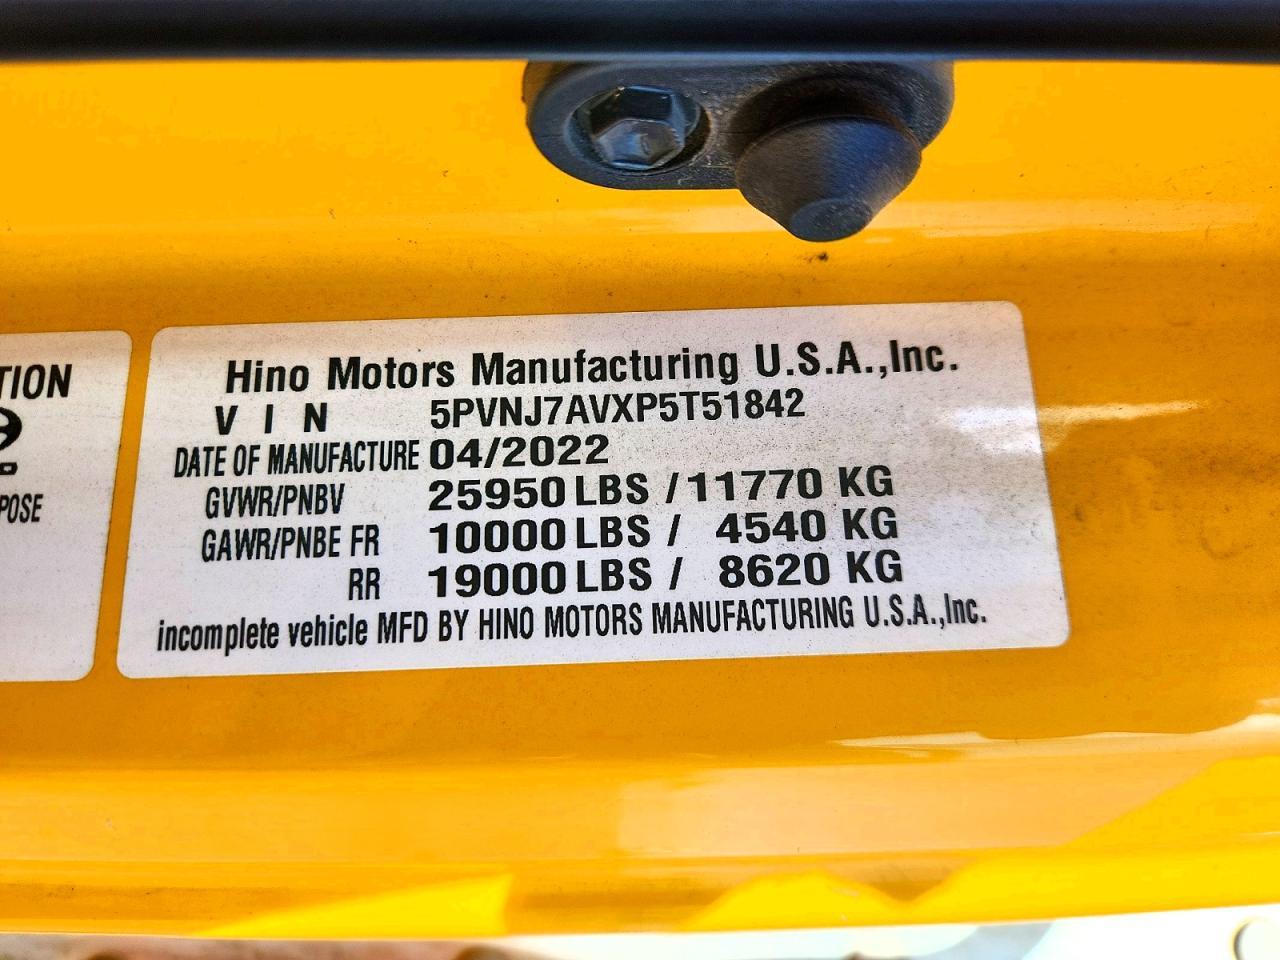 TION
POSE
Hino Motors Manufacturing U.S.A.,Inc.
V I N 5PVNJ7AVXP5T51842
DATE OF MANUFACTURE 04/2022
GVWR/PNBV 25950 LBS / 11770 KG
GAWR/PNBE FR 10000 LBS / 4540 KG
RR 19000 LBS / 8620 KG
incomplete vehicle MFD BY HINO MOTORS MANUFACTURING U.S.A.,Inc.